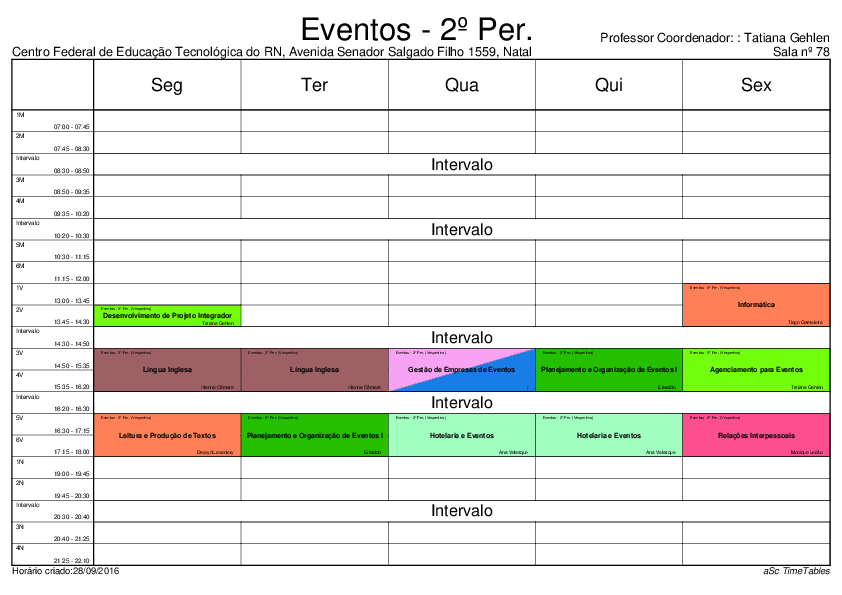 Eventos - 2º Per.
Professor Coordenador: : Tatiana Gehlen
Centro Federal de Educação Tecnológica do RN, Avenida Senador Salgado Filho 1559, Natal
Sala nº 78
Seg Ter Qua Qui Sex
1M
07:00 - 07:45
2M
07:45 - 08:30
Intervalo
Intervalo
08:30 - 08:50
3M
08:50 - 09:35
4M
09:35 - 10:20
Intervalo
Intervalo
10:20 - 10:30
5M
10:30 - 11:15
6M
11:15 - 12:00
1V
Eventos - 2º Per. (Vespertino)
13:00 - 13:45
Informática
2V
Eventos - 2º Per. (Vespertino)
Desenvolvimento de Projeto Integrador
13:45 - 14:30
Tatiana Gehlen
Tiago Gameleira
Intervalo
Intervalo
14:30 - 14:50
3V
Eventos - 2º Per. (Vespertino) Eventos - 2º Per. (Vespertino) Eventos - 2º Per. (Vespertino) Eventos - 2º Per. (Vespertino) Eventos - 2º Per. (Vespertino)
14:50 - 15:35
Língua Inglesa Língua Inglesa Gestão de Empresas de Eventos Planejamento e Organização de Eventos I Agenciamento para Eventos
4V
15:35 - 16:20
Hianna Câmara Hianna Câmara / Erivaldo Tatiana Gehlen
Intervalo
Intervalo
16:20 - 16:30
5V
Eventos - 2º Per. (Vespertino) Eventos - 2º Per. (Vespertino) Eventos - 2º Per. (Vespertino) Eventos - 2º Per. (Vespertino) Eventos - 2º Per. (Vespertino)
16:30 - 17:15
Leitura e Produção de Textos Planejamento e Organização de Eventos I Hotelaria e Eventos Hotelaria e Eventos Relações Interpessoais
6V
17:15 - 18:00
Erivaldo Ana Velasque Ana Velasque Monique Leitão
1N
19:00 - 19:45
2N
19:45 - 20:30
Intervalo
Intervalo
20:30 - 20:40
3N
20:40 - 21:25
4N
21:25 - 22:10
Horário criado:28/09/2016
aSc TimeTables